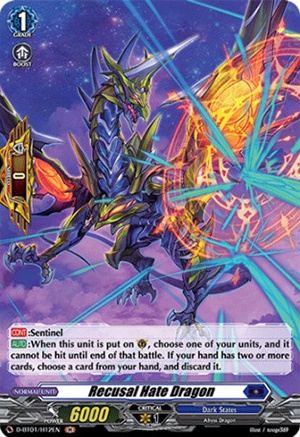 1
GRADE
BOOST
0
CONT:Sentinel
AUTO:When this unit is put on , choose one of your units, and it
cannot be hit until end of that battle. If your hand has two or more
cards, choose a card from your hand, and discard it.
NORMAL UNIT
Recusal Hate Dragon
POWER
6000
CRITICAL
1
Dark States
Abyss Dragon